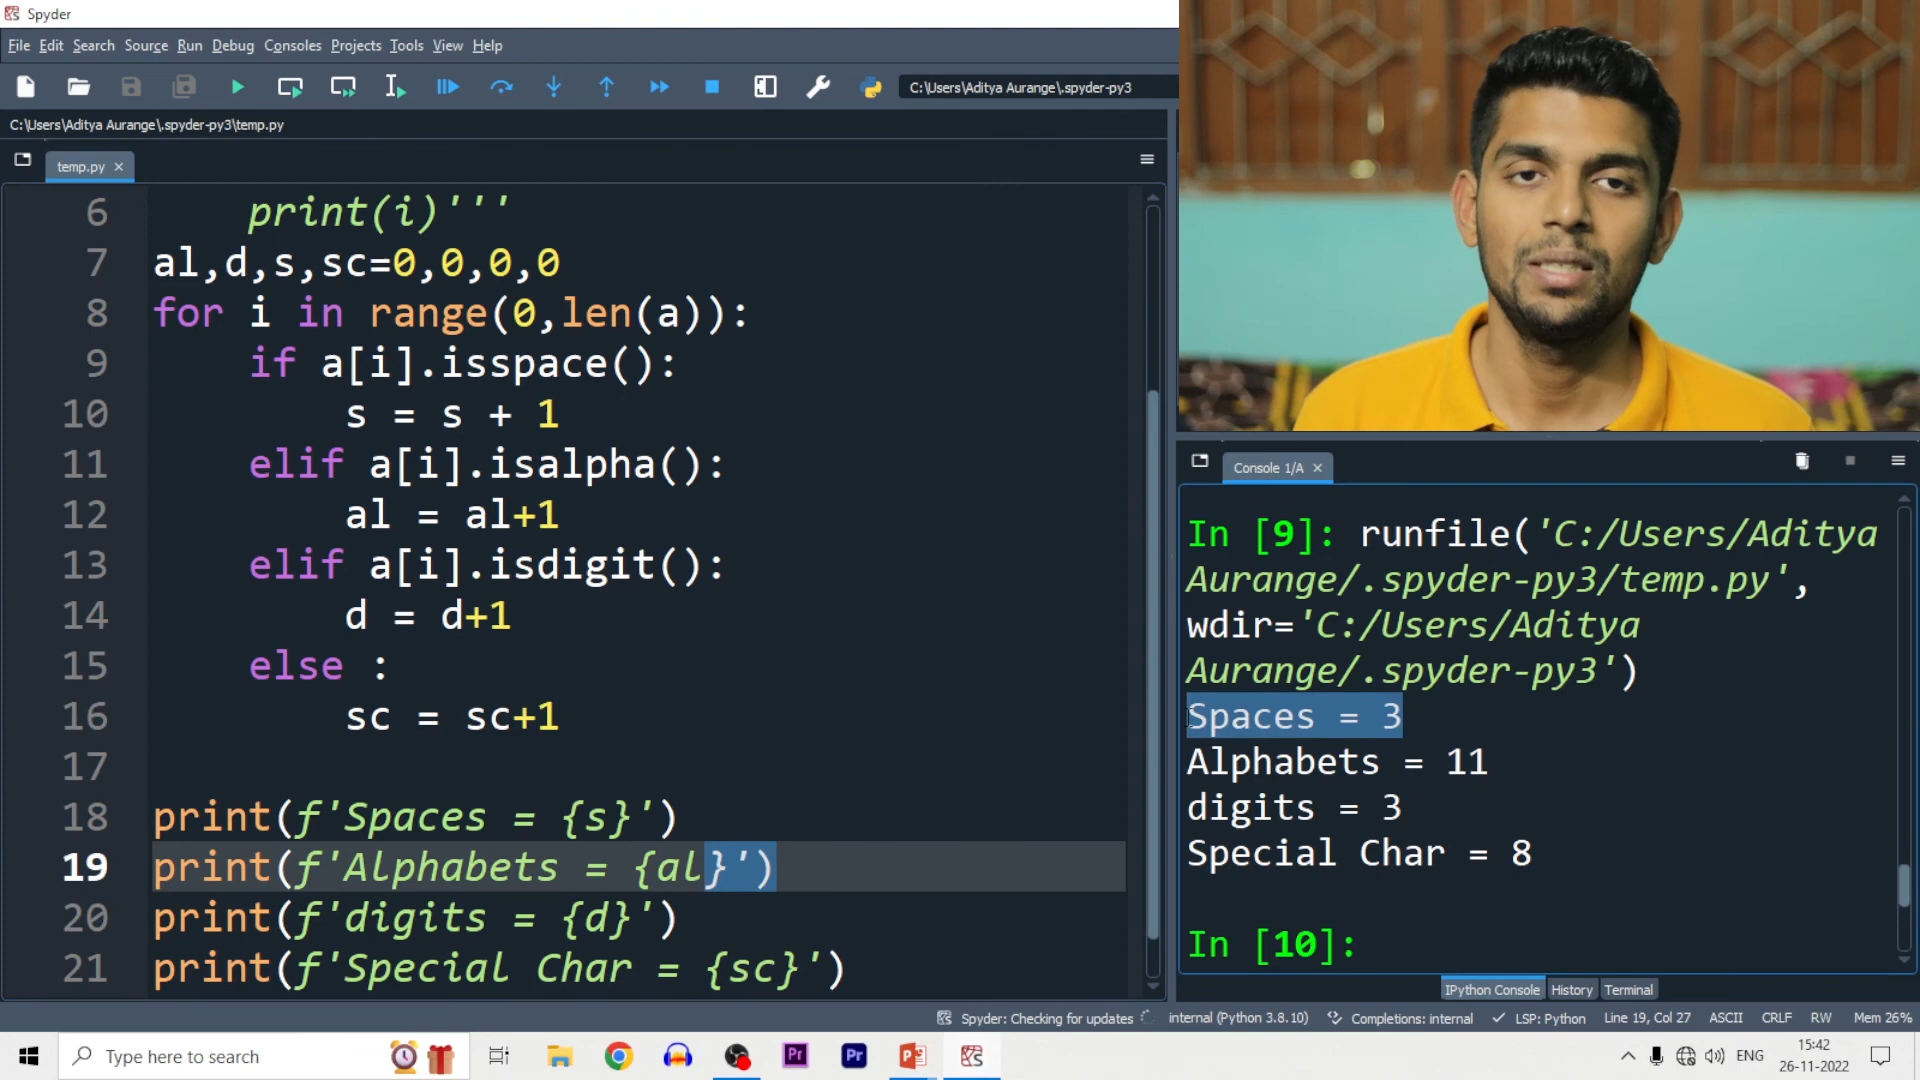 Spyder
File Edit Search Source Run Debug Consoles Projects Tools View Help
C:\Users\Aditya Aurange\.spyder-py3
C:\Users\Aditya Aurange\.spyder-py3\temp.py
temp.py
6 print(i)'''
7 al,d,s,sc=0,0,0,0
8 for i in range(0,len(a)):
9 if a[i].isspace():
10 s = s + 1
11 elif a[i].isalpha():
12 al = al+1
13 elif a[i].isdigit():
14 d = d+1
15 else :
16 sc = sc+1
17
18 print(f'Spaces = {s}')
19 print(f'Alphabets = {al}')
20 print(f'digits = {d}')
21 print(f'Special Char = {sc}')
Console 1/A
In [9]: runfile('C:/Users/Aditya
Aurange/.spyder-py3/temp.py',
wdir='C:/Users/Aditya
Aurange/.spyder-py3')
Spaces = 3
Alphabets = 11
digits = 3
Special Char = 8
In [10]:
IPython Console History Terminal
Spyder: Checking for updates internal (Python 3.8.10) Completions: internal LSP: Python Line 19, Col 27 ASCII CRLF RW Mem 26%
Type here to search
Pr Pr
ENG
15:42
26-11-2022